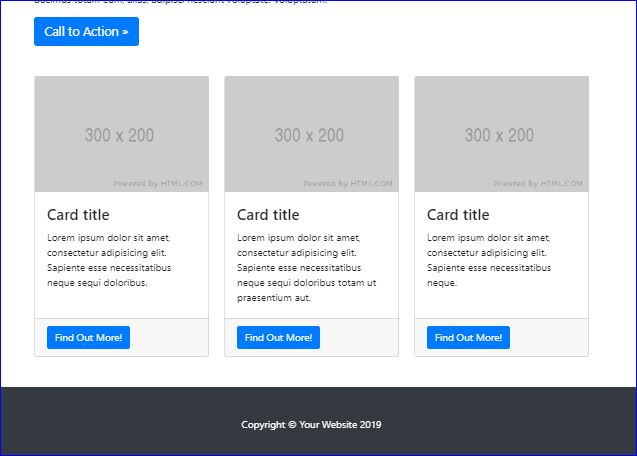 Call to Action »
300 x 200
Powered by HTML.COM
300 x 200
Powered by HTML.COM
300 x 200
Powered by HTML.COM
Card title
Lorem ipsum dolor sit amet,
consectetur adipisicing elit.
Sapiente esse necessitatibus
neque sequi doloribus.
Find Out More!
Card title
Lorem ipsum dolor sit amet,
consectetur adipisicing elit.
Sapiente esse necessitatibus
neque sequi doloribus totam ut
praesentium aut.
Find Out More!
Card title
Lorem ipsum dolor sit amet,
consectetur adipisicing elit.
Sapiente esse necessitatibus
neque.
Find Out More!
Copyright © Your Website 2019